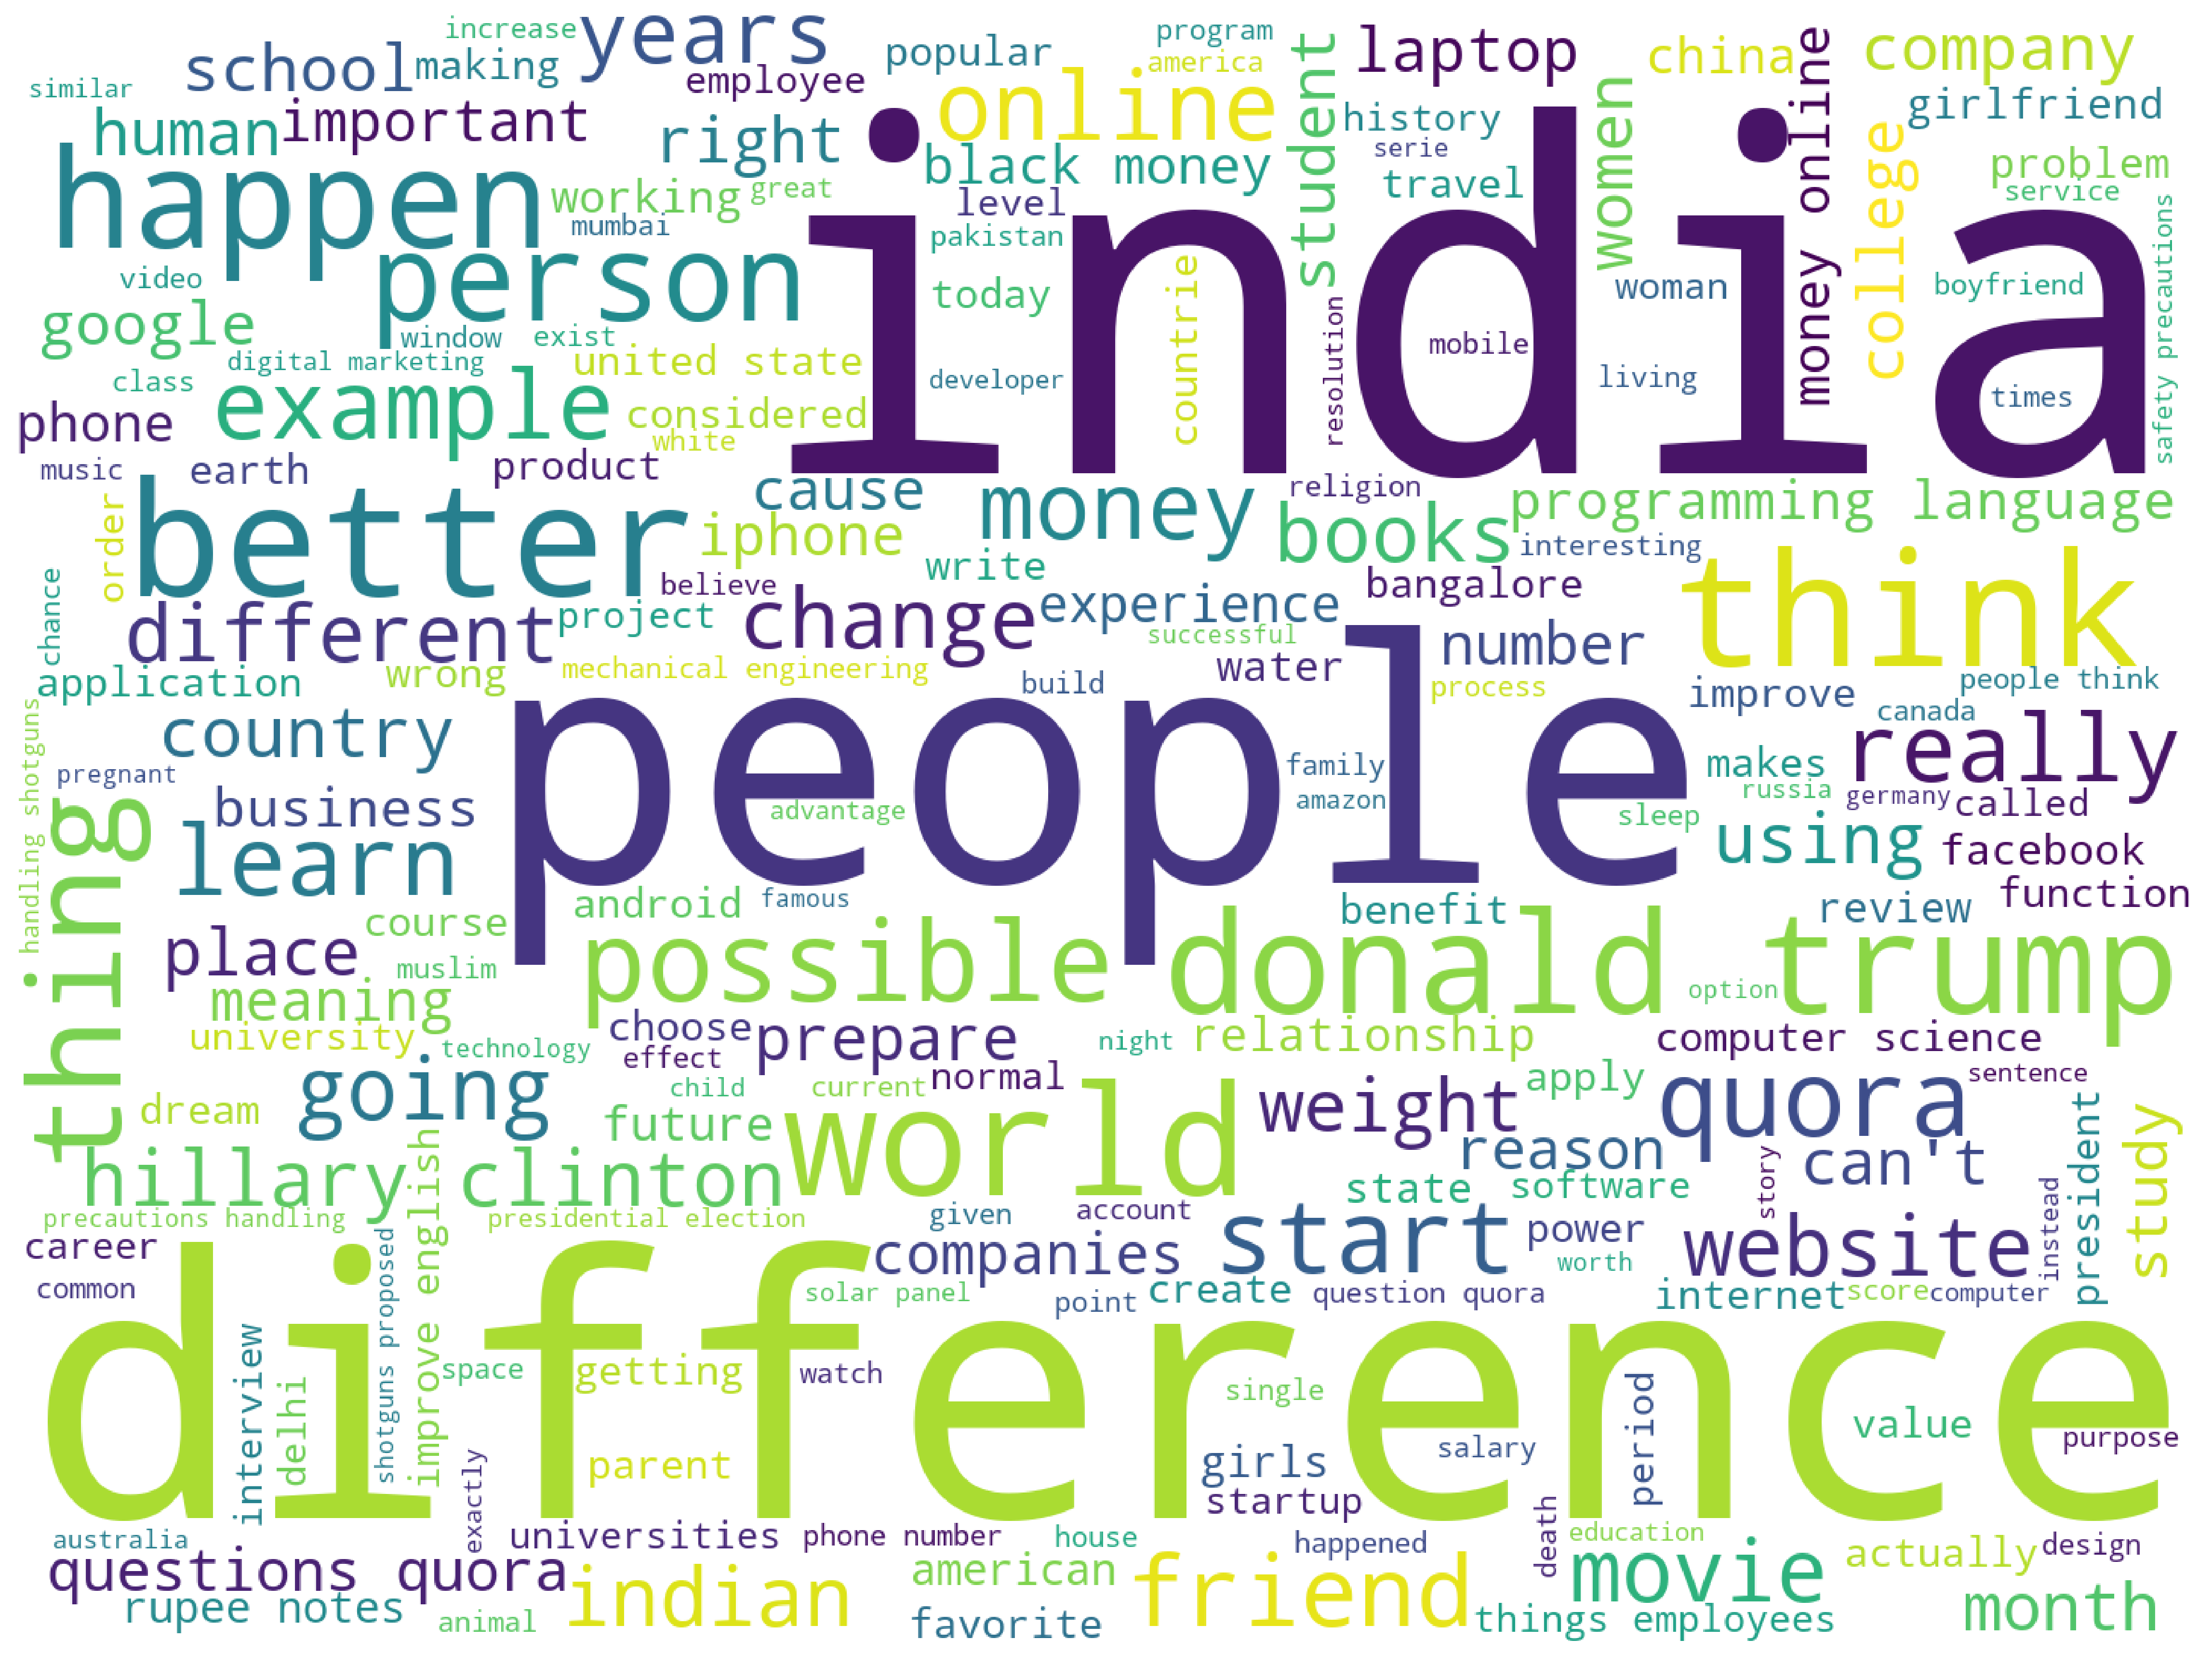 increase
years
program
popular
laptop
china
company
school
making
employee
america
similar
online
student
women
money online
girlfriend
human
important
right
history
college
problem
black money
serie
happen
working
great
level
travel
service
mumbai
pakistan
india
person
countrie
safety precautions
video
today
woman
boyfriend
google
window
exist
resolution
mobile
digital marketing
united state
class
developer
living
times
phone
example
considered
white
music
earth
product
cause
money
religion
books
programming language
order
better
iphone
interesting
think
write
chance
believe
bangalore
different
project
change
experience
successful
number
application
wrong
mechanical engineering
build
water
process
improve
people think
handling shotguns
country
people
canada
really
pregnant
family
makes
russia
germany
called
thing
business
advantage
amazon
sleep
using
learn
facebook
android
famous
benefit
review
function
course
place
possible
donald trump
muslim
meaning
option
university
technology
choose
prepare
effect
night
relationship
computer science
going
child
current
normal
world
weight
apply
quora
sentence
dream
future
president
study
hillary clinton
improve english
reason
can't
state
software
story
precautions handling
presidential election
given
account
start
power
website
instead
career
companies
worth
common
shotguns proposed
solar panel
point
create
question quora
internet
score
computer
difference
interview
delhi
space
getting
watch
single
period
value
parent
girls
salary
purpose
exactly
startup
death
australia
universities
phone number
house
happened
education
actually
design
questions quora
indian
american
friend
movie
month
rupee notes
animal
favorite
things employees